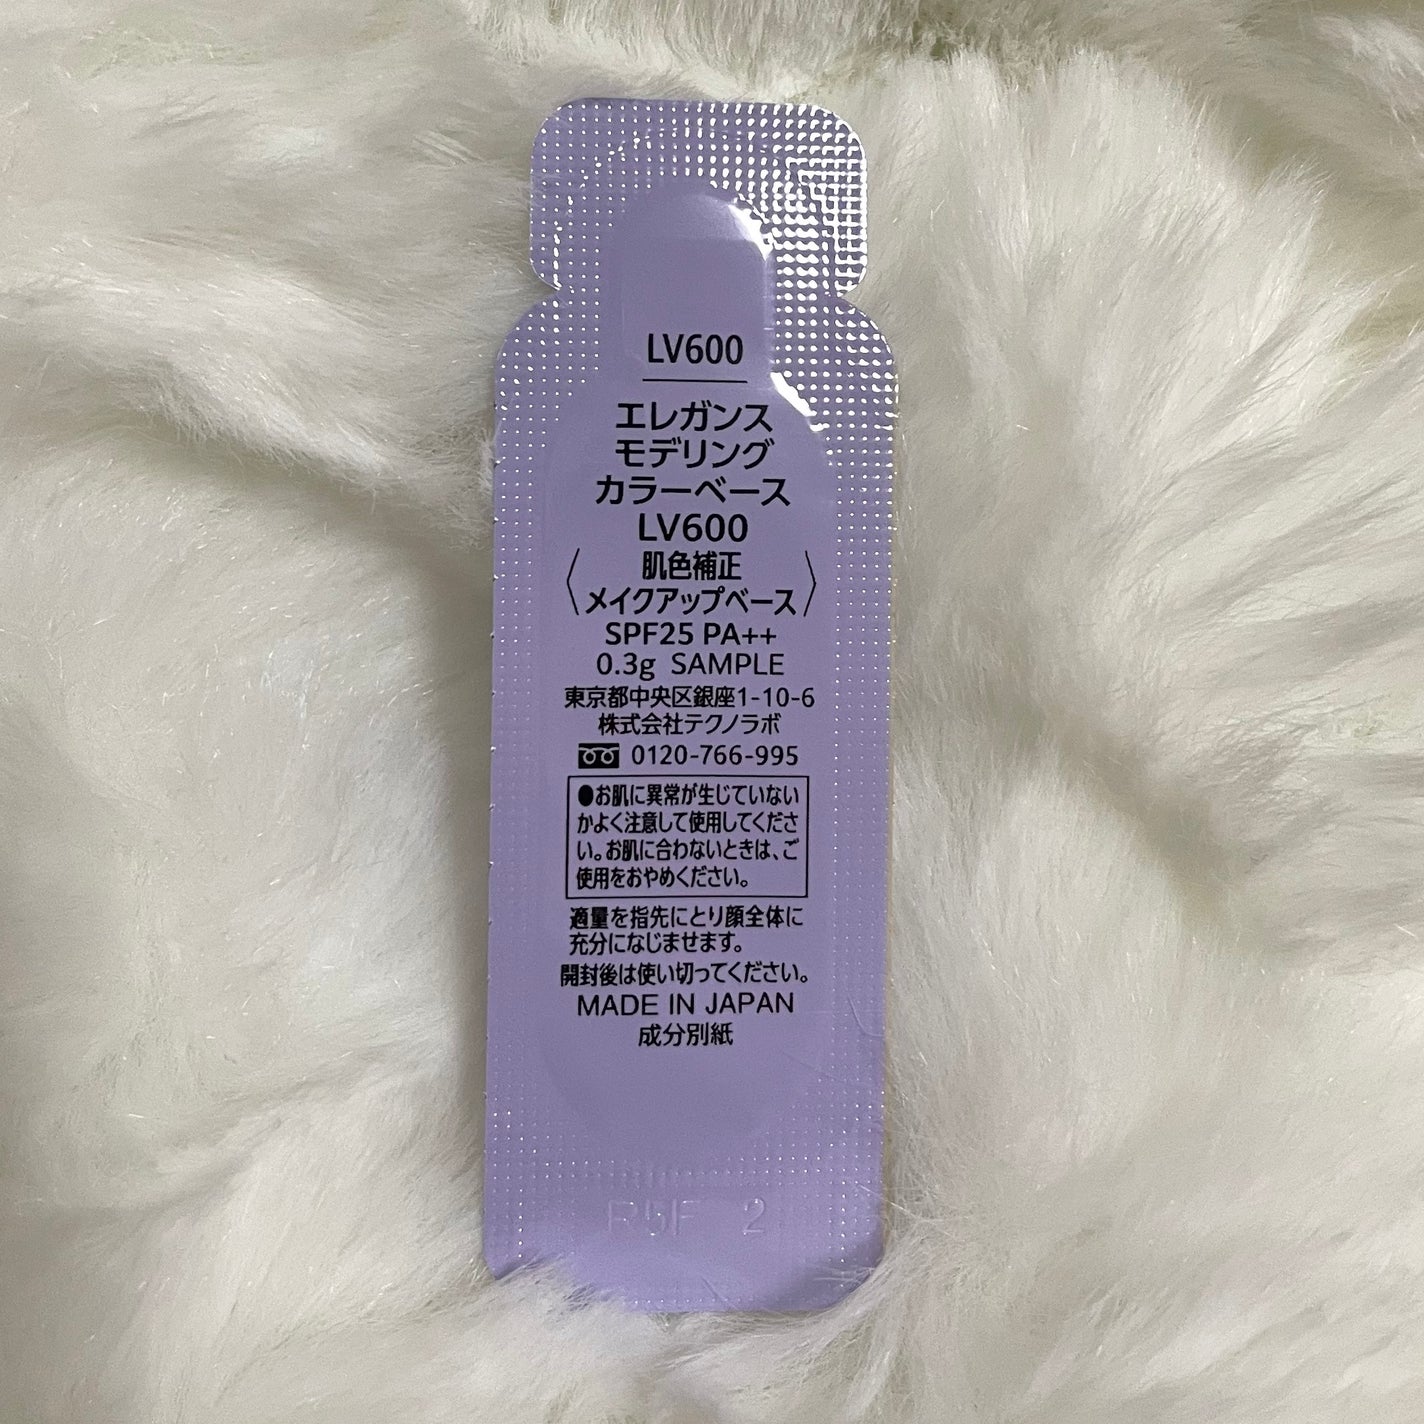 LV600
エレガンス
モデリング
カラーベース
LV600
〈肌色補正
メイクアップベース〉
SPF25 PA++
0.3g SAMPLE
東京都中央区銀座1-10-6
株式会社テクノラボ
0120-766-995
●お肌に異常が生じていない
かよく注意して使用してくださ
い。お肌に合わないときは、ご
使用をおやめください。
適量を指先にとり顔全体に
充分になじませます。
開封後は使い切ってください。
MADE IN JAPAN
成分別紙
2